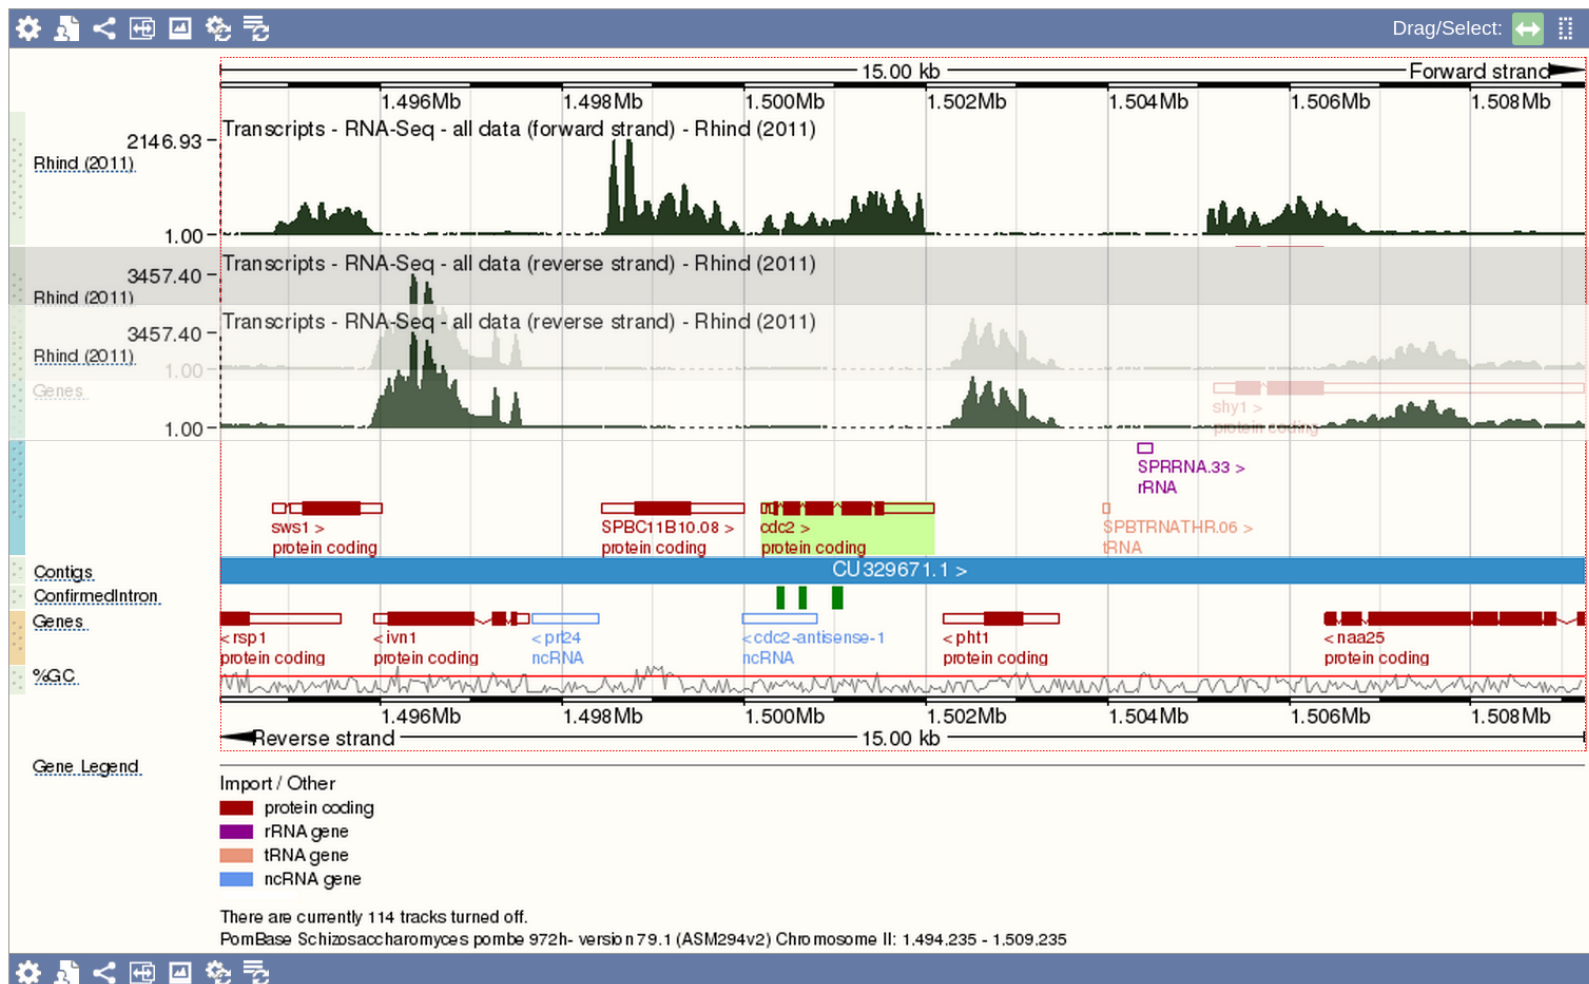 Drag/Select:
15.00 kb Forward strand
1.496Mb 1.498Mb 1.500Mb 1.502Mb 1.504Mb 1.506Mb 1.508Mb
Transcripts - RNA-Seq - all data (forward strand) - Rhind (2011)
2146.93
Rhind (2011)
1.00
Transcripts - RNA-Seq - all data (reverse strand) - Rhind (2011)
3457.40
Rhind (2011)
Transcripts - RNA-Seq - all data (reverse strand) - Rhind (2011)
3457.40
Rhind (2011)
1.00
Genes
shy1 >
protein coding
1.00
SPRRNA.33 >
rRNA
sws1 > SPBC11B10.08 > cdc2 > SPBTRNATHR.06 >
protein coding protein coding protein coding tRNA
Contigs CU329671.1 >
ConfirmedIntron
Genes
< rsp1 < ivn1 < prl24 < cdc2-antisense-1 < pht1 < naa25
protein coding protein coding ncRNA ncRNA protein coding protein coding
%GC
1.496Mb 1.498Mb 1.500Mb 1.502Mb 1.504Mb 1.506Mb 1.508Mb
Reverse strand 15.00 kb
Gene Legend
Import / Other
protein coding
rRNA gene
tRNA gene
ncRNA gene
There are currently 114 tracks turned off.
PomBase Schizosaccharomyces pombe 972h- version 79.1 (ASM294v2) Chromosome II: 1,494,235 - 1,509,235